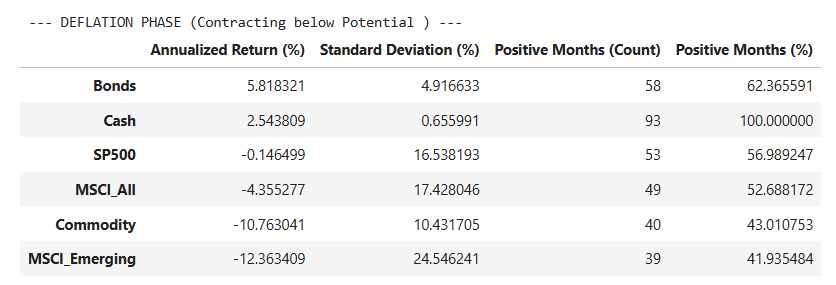 --- DEFLATION PHASE (Contracting below Potential ) ---
Annualized Return (%) Standard Deviation (%) Positive Months (Count) Positive Months (%)
Bonds 5.818321 4.916633 58 62.365591
Cash 2.543809 0.655991 93 100.000000
SP500 -0.146499 16.538193 53 56.989247
MSCI_All -4.355277 17.428046 49 52.688172
Commodity -10.763041 10.431705 40 43.010753
MSCI_Emerging -12.363409 24.546241 39 41.935484